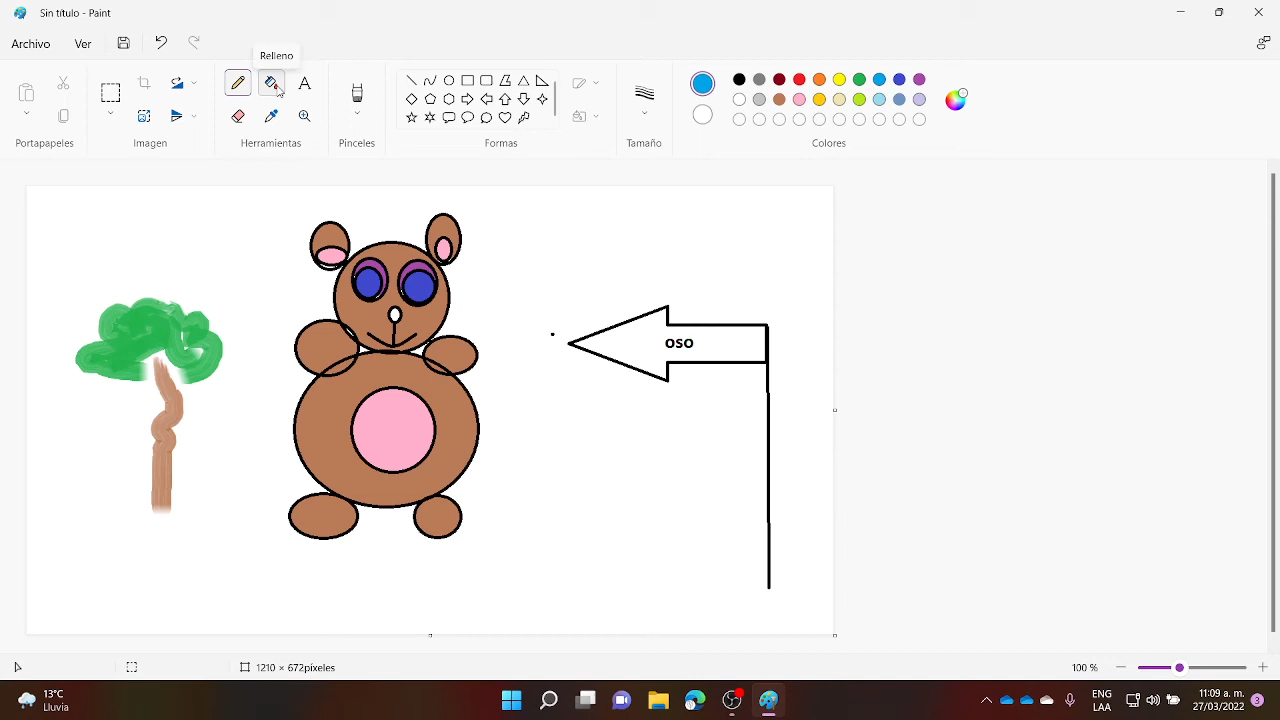 Sin título - Paint
Archivo Ver
Relleno
Portapapeles Imagen Herramientas Pinceles Formas Tamaño Colores
oso
1210 × 672píxeles 100 %
13°C
Lluvia
ENG
LAA
11:09 a. m.
27/03/2022
3